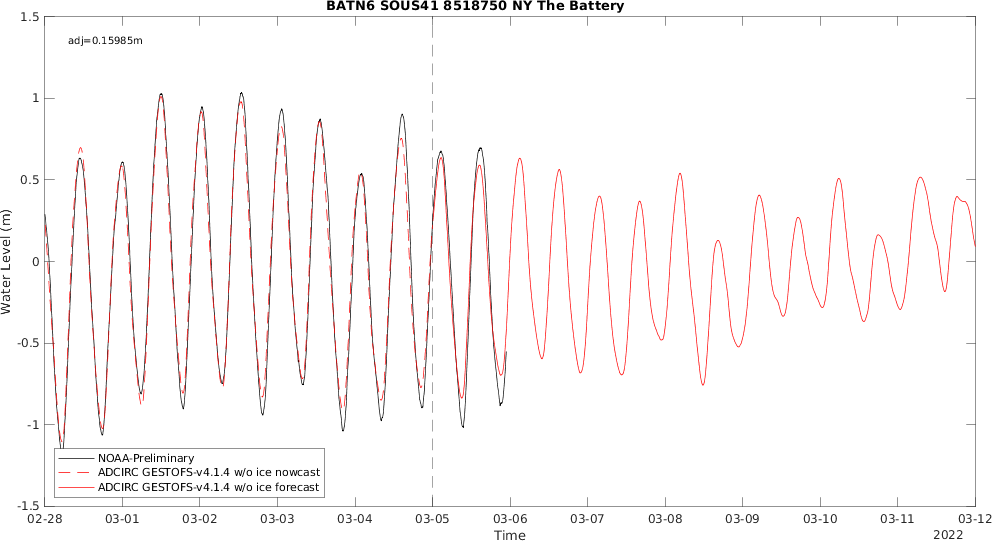 BATN6 SOUS41 8518750 NY The Battery
adj=0.15985m
1.5
1
0.5
0
-0.5
-1
-1.5
Water Level (m)
NOAA-Preliminary
ADCIRC GESTOFS-v4.1.4 w/o ice nowcast
ADCIRC GESTOFS-v4.1.4 w/o ice forecast
02-28 03-01 03-02 03-03 03-04 03-05 03-06 03-07 03-08 03-09 03-10 03-11 03-12
Time
2022